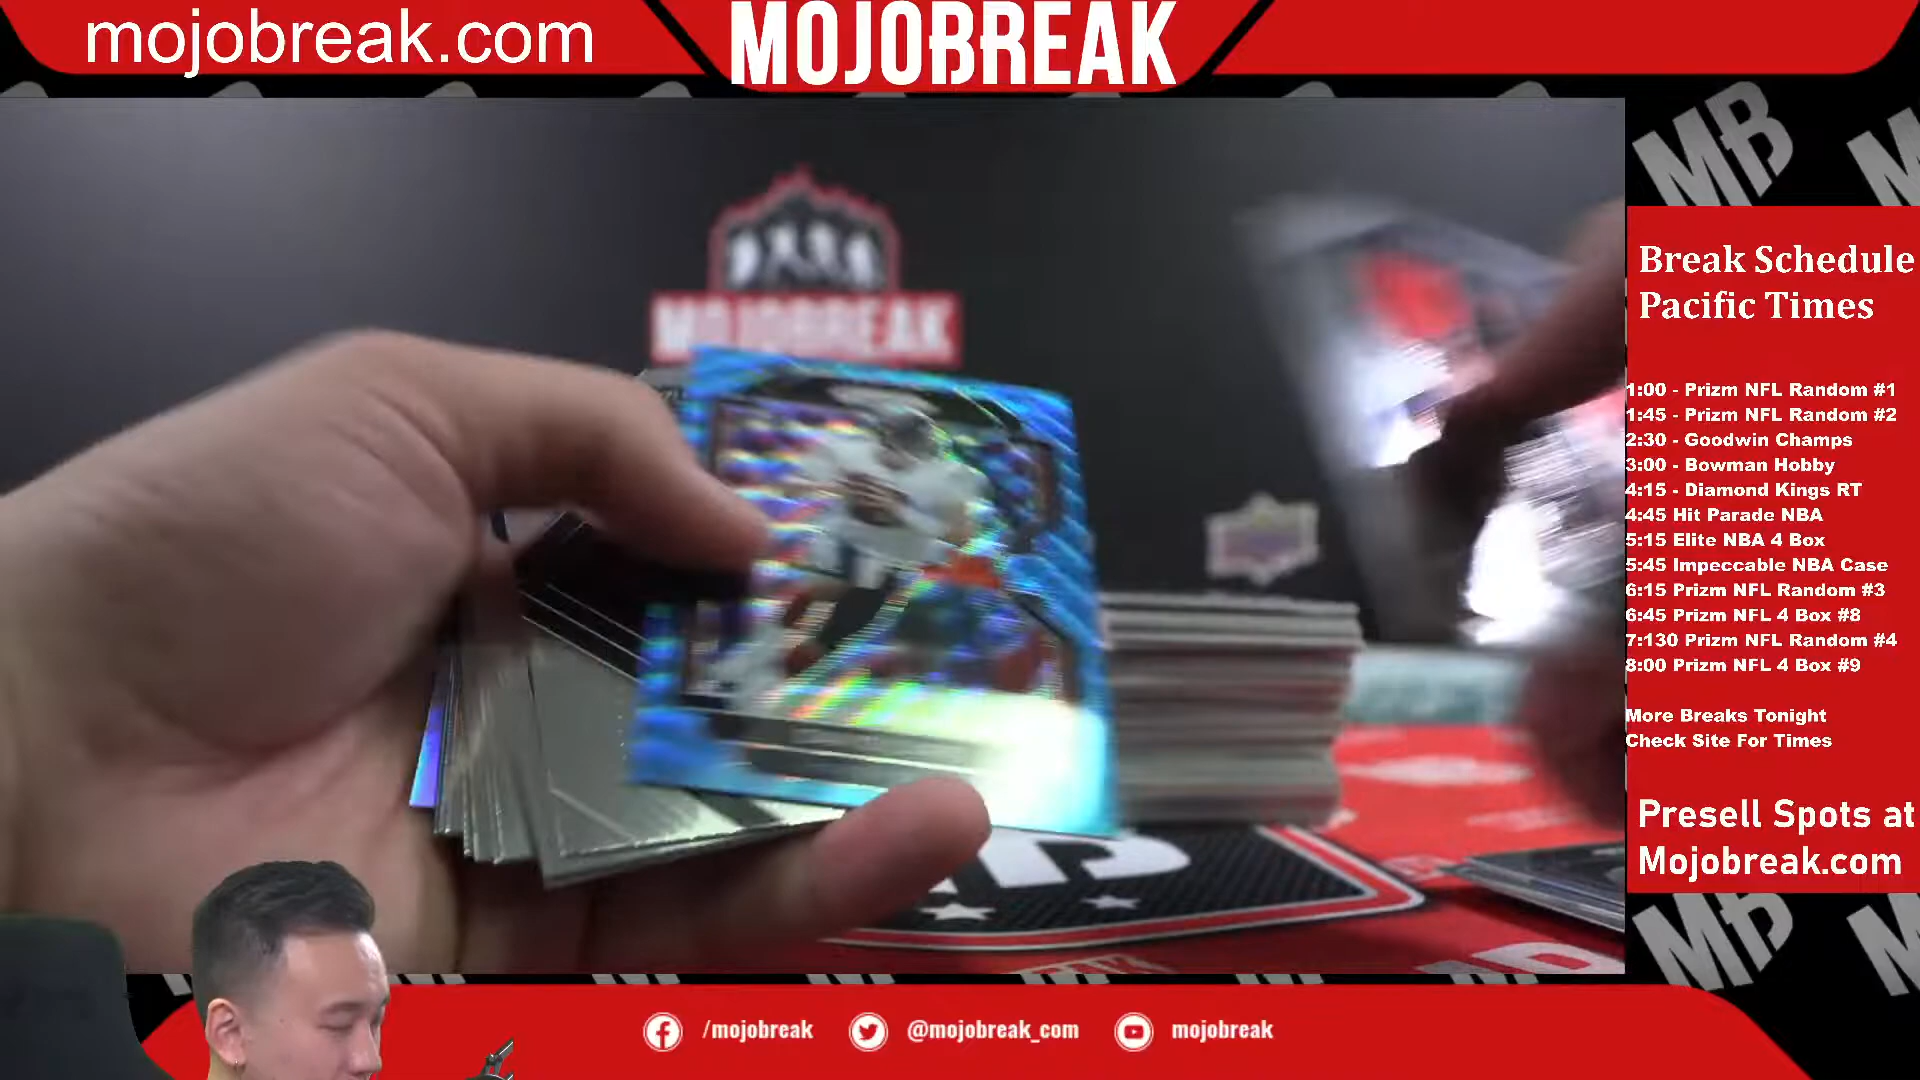 mojobreak.com
MOJOBREAK
MB
MOJOBREAK
Break Schedule
Pacific Times
1:00 - Prizm NFL Random #1
1:45 - Prizm NFL Random #2
2:30 - Goodwin Champs
3:00 - Bowman Hobby
4:15 - Diamond Kings RT
4:45 Hit Parade NBA
5:15 Elite NBA 4 Box
5:45 Impeccable NBA Case
6:15 Prizm NFL Random #3
6:45 Prizm NFL 4 Box #8
7:130 Prizm NFL Random #4
8:00 Prizm NFL 4 Box #9
More Breaks Tonight
Check Site For Times
Presell Spots at
Mojobreak.com
MB
/mojobreak
@mojobreak_com
mojobreak